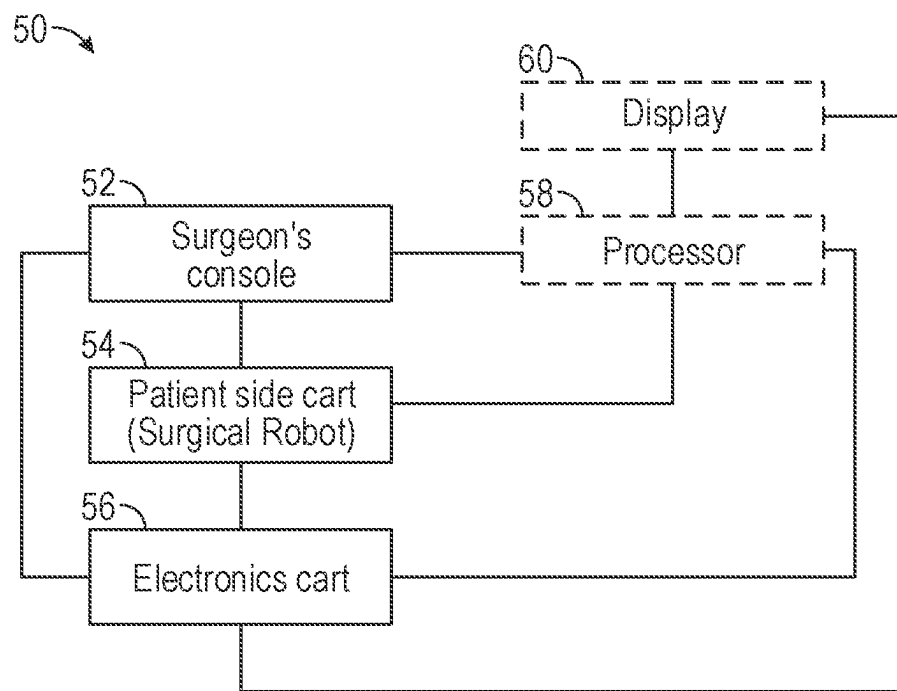 50
60
Display
52
58
Surgeon's
console
Processor
54
Patient side cart
(Surgical Robot)
56
Electronics cart